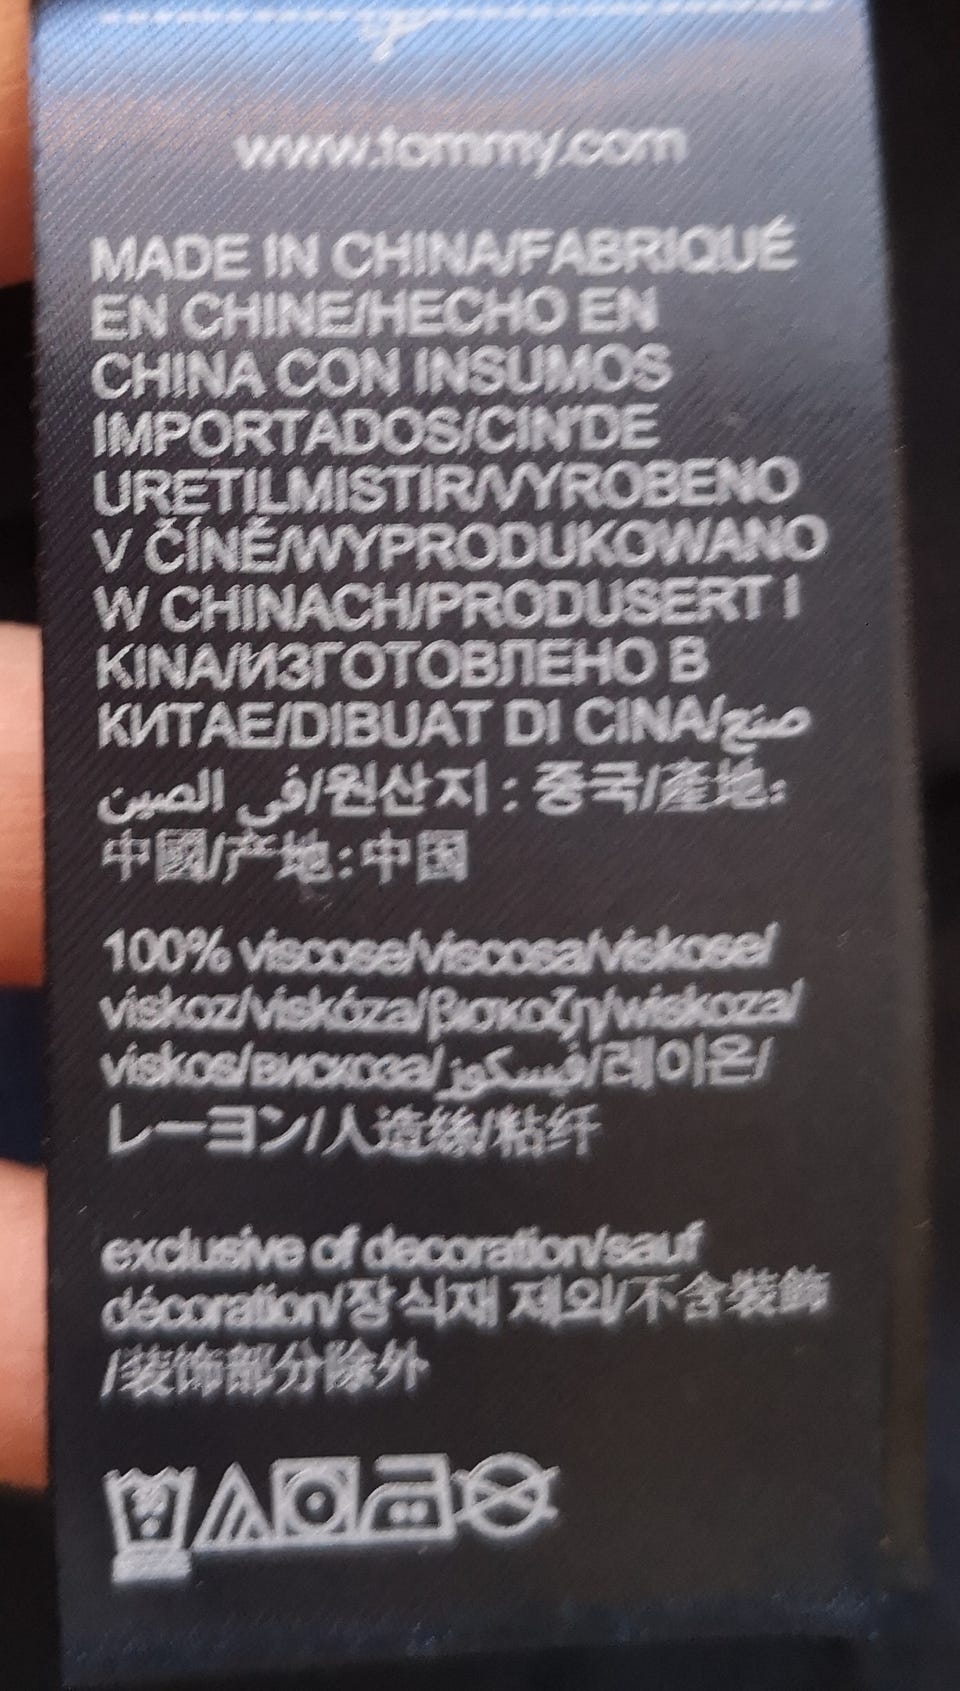 www.tommy.com
MADE IN CHINA/FABRIQUÉ
EN CHINE/HECHO EN
CHINA CON INSUMOS
IMPORTADOS/CIN'DE
URETILMISTIR/VYROBENO
V ČÍNĚ/WYPRODUKOWANO
W CHINACH/PRODUSERT I
KINA/ИЗГОТОВЛЕНО В
КИТАЕ/DIBUAT DI CINA/صنع
في الصين/원산지 : 중국/產地:
中國/产地:中国
100% viscose/viscosa/viskose/
viskoz/viskóza/βισκοζη/wiskoza/
viskos/вискоза/فيسكوز/레이온/
レーヨン/人造絲/粘纤
exclusive of decoration/sauf
décoration/장식재 제외/不含裝飾
/装饰部分除外